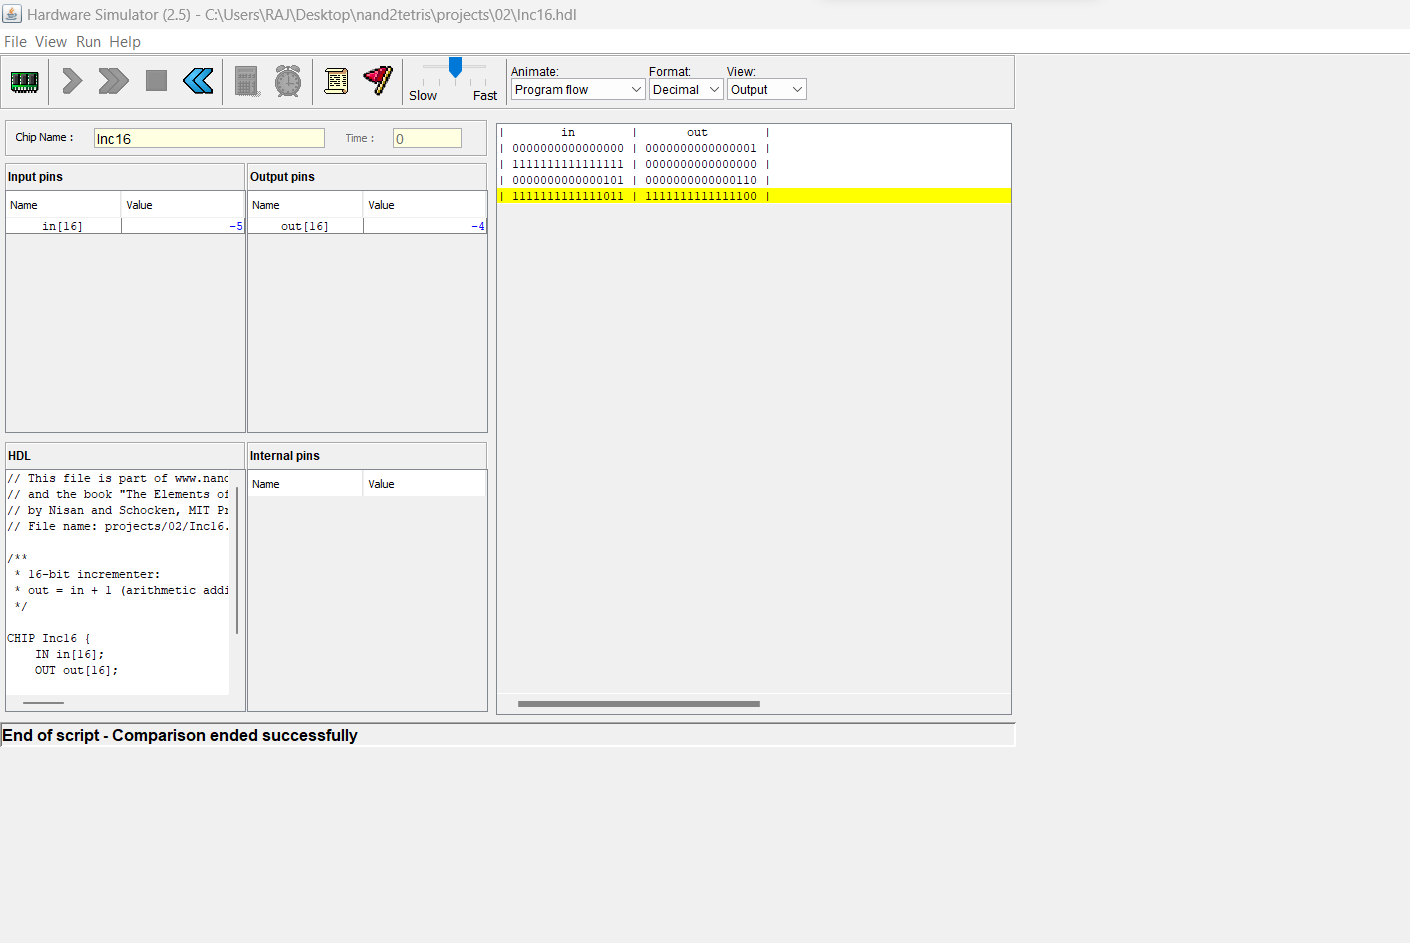 Hardware Simulator (2.5) - C:\Users\RAJ\Desktop\nand2tetris\projects\02\Inc16.hdl
File View Run Help
Slow Fast
Animate: Format: View:
Program flow Decimal Output
Chip Name : Inc16 Time : 0
Input pins
Name Value
in[16] -5
Output pins
Name Value
out[16] -4
HDL
// This file is part of www.nand
// and the book "The Elements of
// by Nisan and Schocken, MIT Pr
// File name: projects/02/Inc16.
/**
* 16-bit incrementer:
* out = in + 1 (arithmetic addi
*/
CHIP Inc16 {
IN in[16];
OUT out[16];
Internal pins
Name Value
| in | out |
| 0000000000000000 | 0000000000000001 |
| 1111111111111111 | 0000000000000000 |
| 0000000000000101 | 0000000000000110 |
| 1111111111111011 | 1111111111111100 |
End of script - Comparison ended successfully